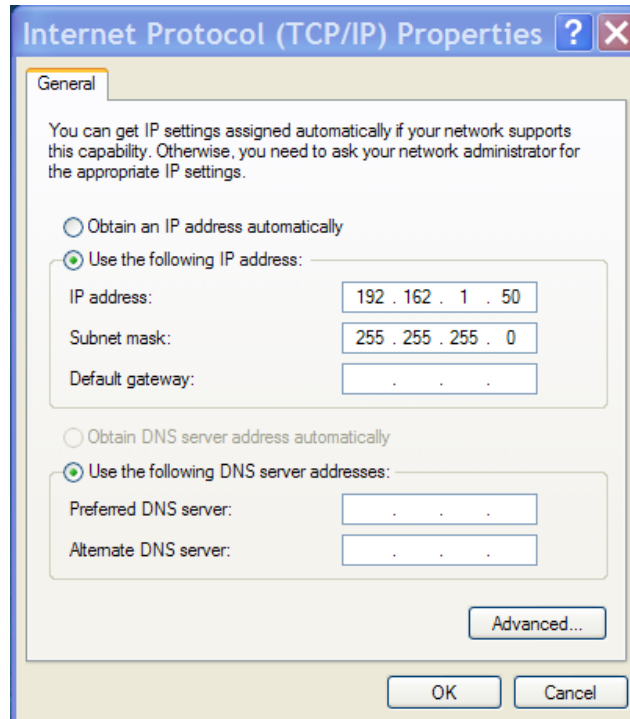 Internet Protocol (TCP/IP) Properties ? X
General
You can get IP settings assigned automatically if your network supports
this capability. Otherwise, you need to ask your network administrator for
the appropriate IP settings.
Obtain an IP address automatically
Use the following IP address:
IP address: 192 . 162 . 1 . 50
Subnet mask: 255 . 255 . 255 . 0
Default gateway: . . .
Obtain DNS server address automatically
Use the following DNS server addresses:
Preferred DNS server: . . .
Alternate DNS server: . . .
Advanced...
OK Cancel